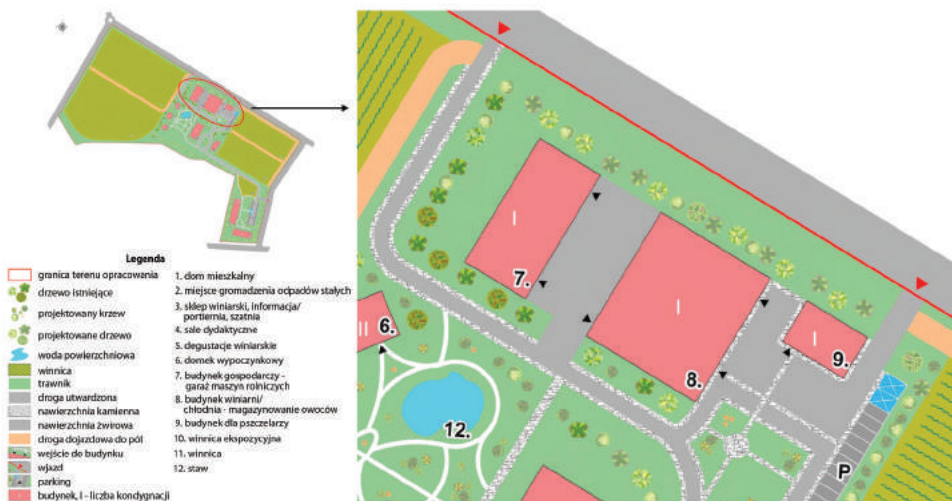 Legenda
granica terenu opracowania
drzewo istniejące
projektowany krzew
projektowane drzewo
woda powierzchniowa
winnica
trawnik
droga utwardzona
nawierzchnia kamienna
nawierzchnia żwirowa
droga dojazdowa do pól
wejście do budynku
wjazd
parking
budynek, I - liczba kondygnacji
1. dom mieszkalny
2. miejsce gromadzenia odpadów stałych
3. sklep winiarski, informacja/
portiernia, szatnia
4. sale dydaktyczne
5. degustacje winiarskie
6. domek wypoczynkowy
7. budynek gospodarczy -
garaż maszyn rolniczych
8. budynek winiarni/
chłodnia - magazynowanie owoców
9. budynek dla pszczelarzy
10. winnica ekspozycyjna
11. winnica
12. staw
I
7.
I
8.
I
9.
II
6.
12.
P